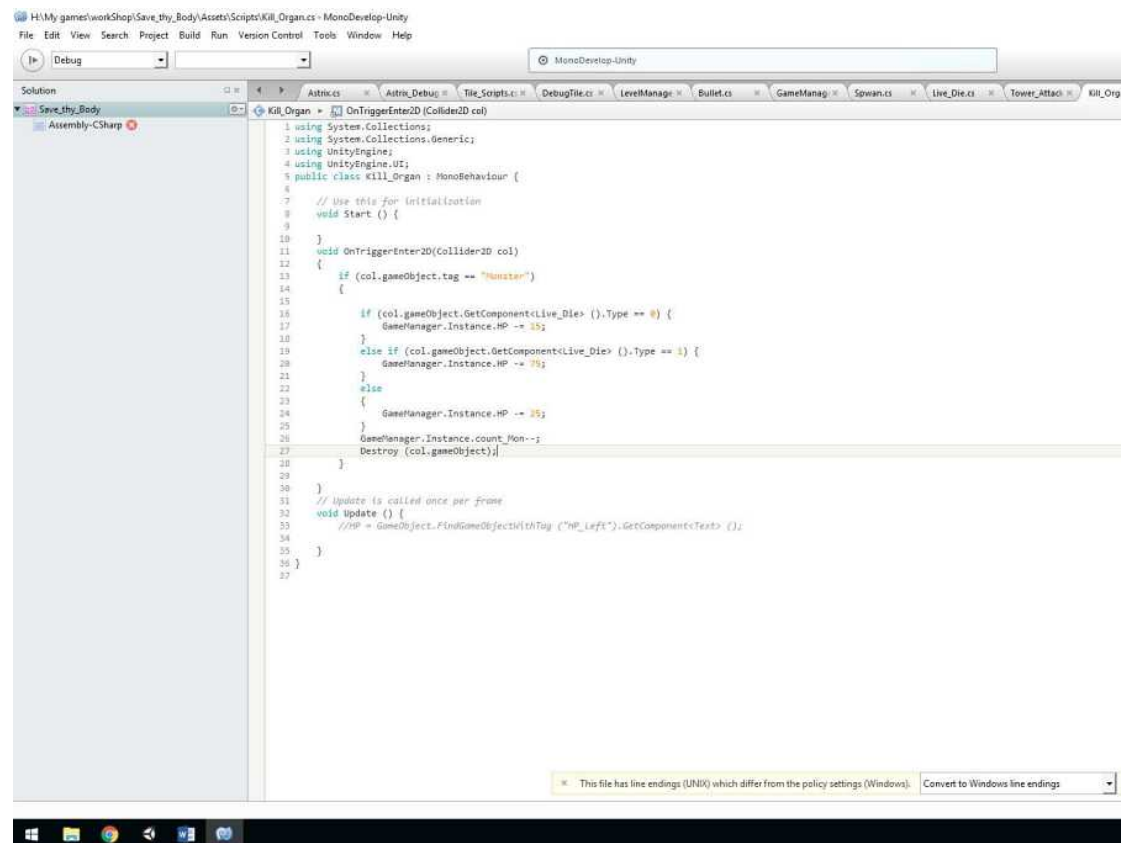 H:\My games\workShop\Save_thy_Body\Assets\Scripts\Kill_Organ.cs - MonoDevelop-Unity
File Edit View Search Project Build Run Version Control Tools Window Help
Debug
MonoDevelop-Unity
Solution
Astrix.cs Astrix_Debug Tile_Scripts.c DebugTile.cs LevelManage Bullet.cs GameManag Spwan.cs Live_Die.cs Tower_Attac Kill_Org
Save_thy_Body
Kill_Organ OnTriggerEnter2D (Collider2D col)
Assembly-CSharp
1 using System.Collections;
2 using System.Collections.Generic;
3 using UnityEngine;
4 using UnityEngine.UI;
5 public class Kill_Organ : MonoBehaviour {
6
7 // Use this for initialization
8 void Start () {
9
10 }
11 void OnTriggerEnter2D(Collider2D col)
12 {
13 if (col.gameObject.tag == "Monster")
14 {
15
16 if (col.gameObject.GetComponent<Live_Die> ().Type == 0) {
17 GameManager.Instance.HP -= 15;
18 }
19 else if (col.gameObject.GetComponent<Live_Die> ().Type == 1) {
20 GameManager.Instance.HP -= 75;
21 }
22 else
23 {
24 GameManager.Instance.HP -= 25;
25 }
26 GameManager.Instance.count_Mon--;
27 Destroy (col.gameObject);
28 }
29
30 }
31 // Update is called once per frame
32 void Update () {
33 //HP = GameObject.FindGameObjectWithTag ("HP_Left").GetComponent<Text> ();
34
35 }
36 }
37
This file has line endings (UNIX) which differ from the policy settings (Windows). Convert to Windows line endings